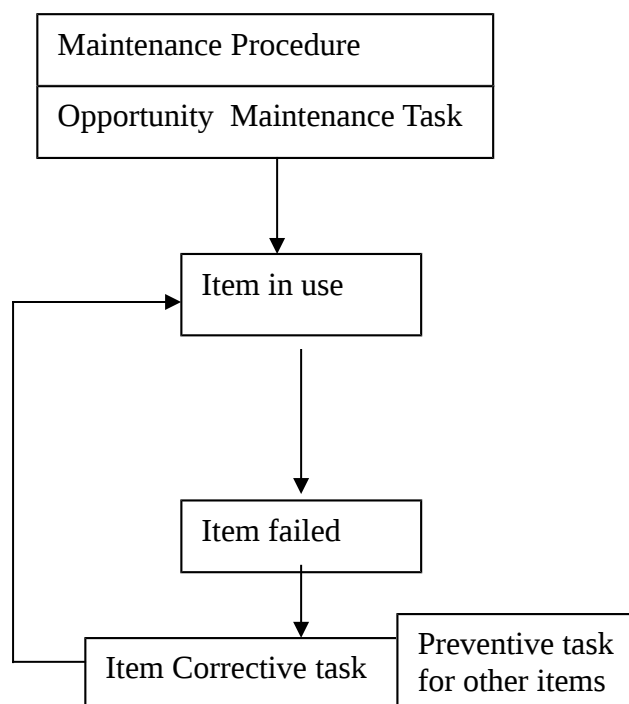 Maintenance Procedure
Opportunity  Maintenance Task
Item in use
Item failed
Item Corrective task
Preventive task
for other items